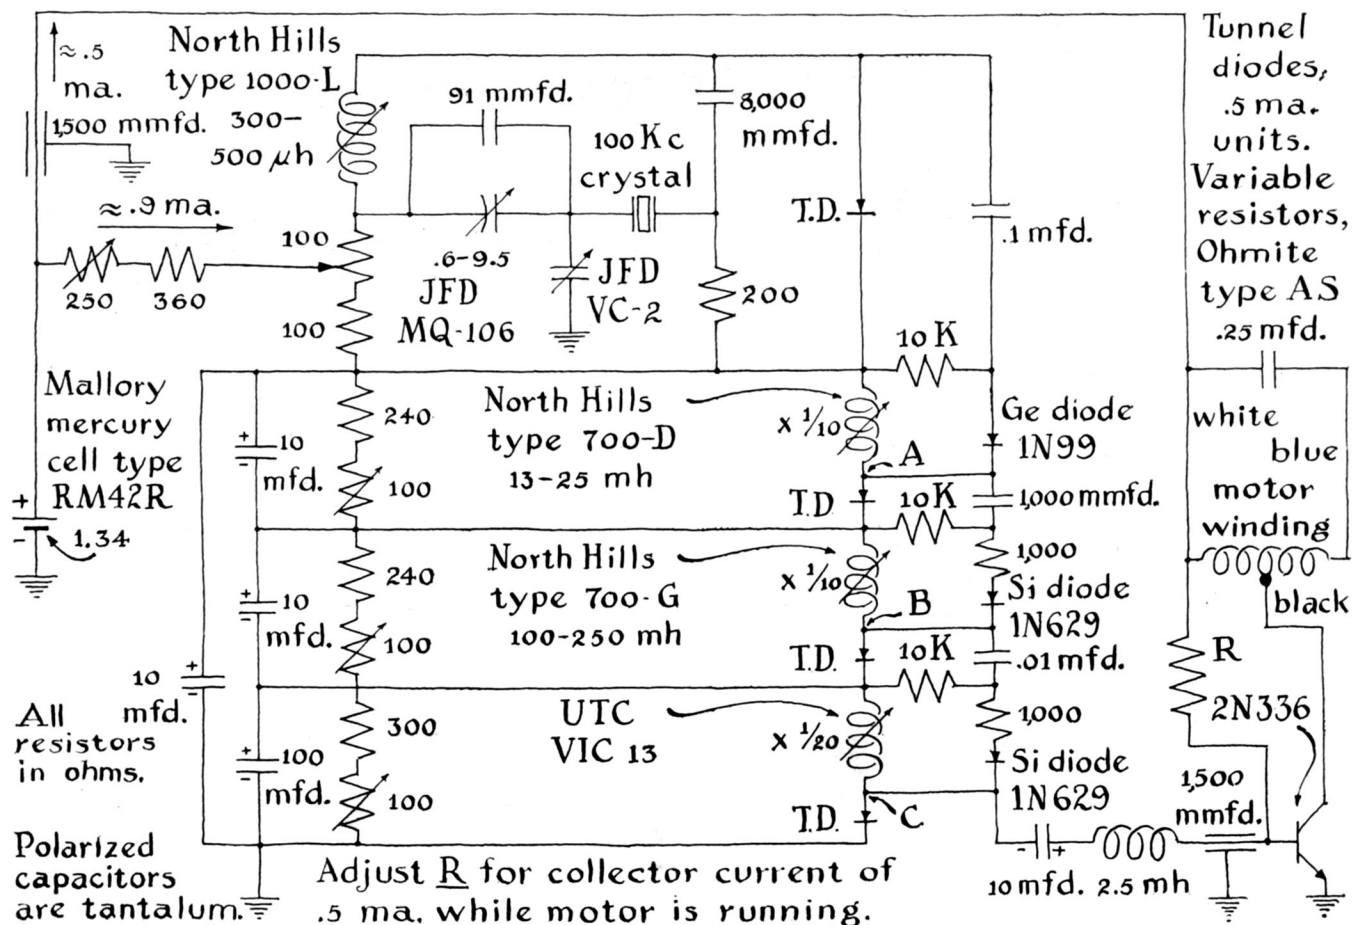 ≈.5
ma.
1,500 mmfd.
North Hills
type 1000-L
300-
500 µh
91 mmfd.
100 Kc
crystal
8,000
mmfd.
Tunnel
diodes,
.5 ma.
units.
Variable
resistors,
Ohmite
type AS
.25 mfd.
≈.9 ma.
250
360
100
100
.6-9.5
JFD
MQ-106
JFD
VC-2
200
T.D.
.1 mfd.
10 K
Mallory
mercury
cell type
RM42R
+
-
1.34
+
10
-
mfd.
240
100
North Hills
type 700-D
13-25 mh
x 1/10
A
Ge diode
1N99
T.D.
10K
1,000 mmfd.
white
blue
motor
winding
black
+
10
-
mfd.
240
100
North Hills
type 700-G
100-250 mh
x 1/10
B
1,000
Si diode
1N629
T.D.
10K
.01 mfd.
R
2N336
+
10
-
mfd.
+
100
-
mfd.
300
100
UTC
VIC 13
x 1/20
C
1,000
Si diode
1N629
T.D.
1,500
mmfd.
- +
10 mfd.
2.5 mh
All
resistors
in ohms.
Polarized
capacitors
are tantalum.
Adjust R for collector current of
.5 ma. while motor is running.